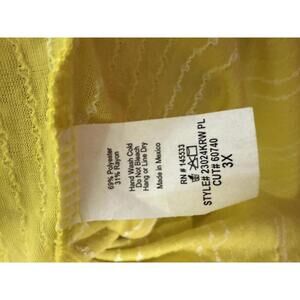 69% Polyester
31% Rayon
Hand Wash Cold
Do Not Bleach
Hang or Line Dry
Made in Mexico
RN # 145533
STYLE# 23024KRW PL
CUT# 60740
3X